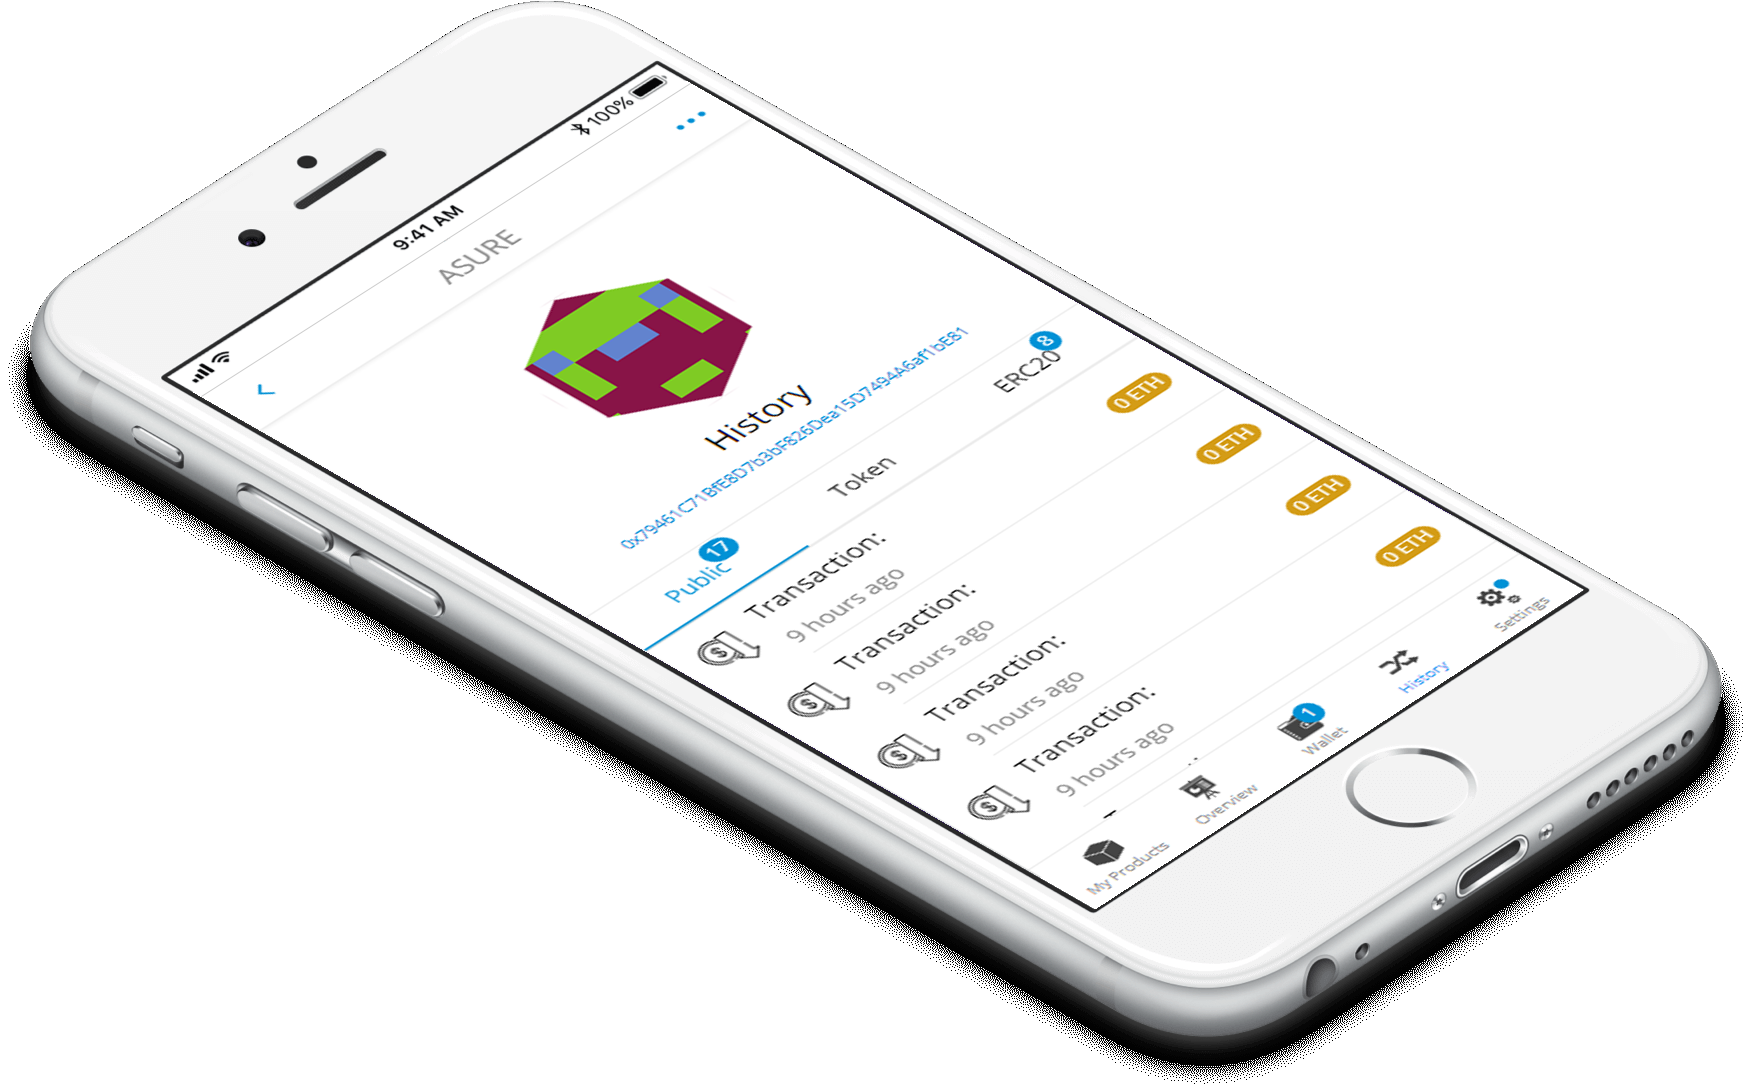 9:41 AM
100%
ASURE
History
0x79461C71BfE8D7b3bF826Dea15D7494A6af1bE81
Public 17
Token
ERC20 8
Transaction: 0 ETH
9 hours ago
Transaction: 0 ETH
9 hours ago
Transaction: 0 ETH
9 hours ago
Transaction: 0 ETH
9 hours ago
My Products
Overview
Wallet 1
History
Settings